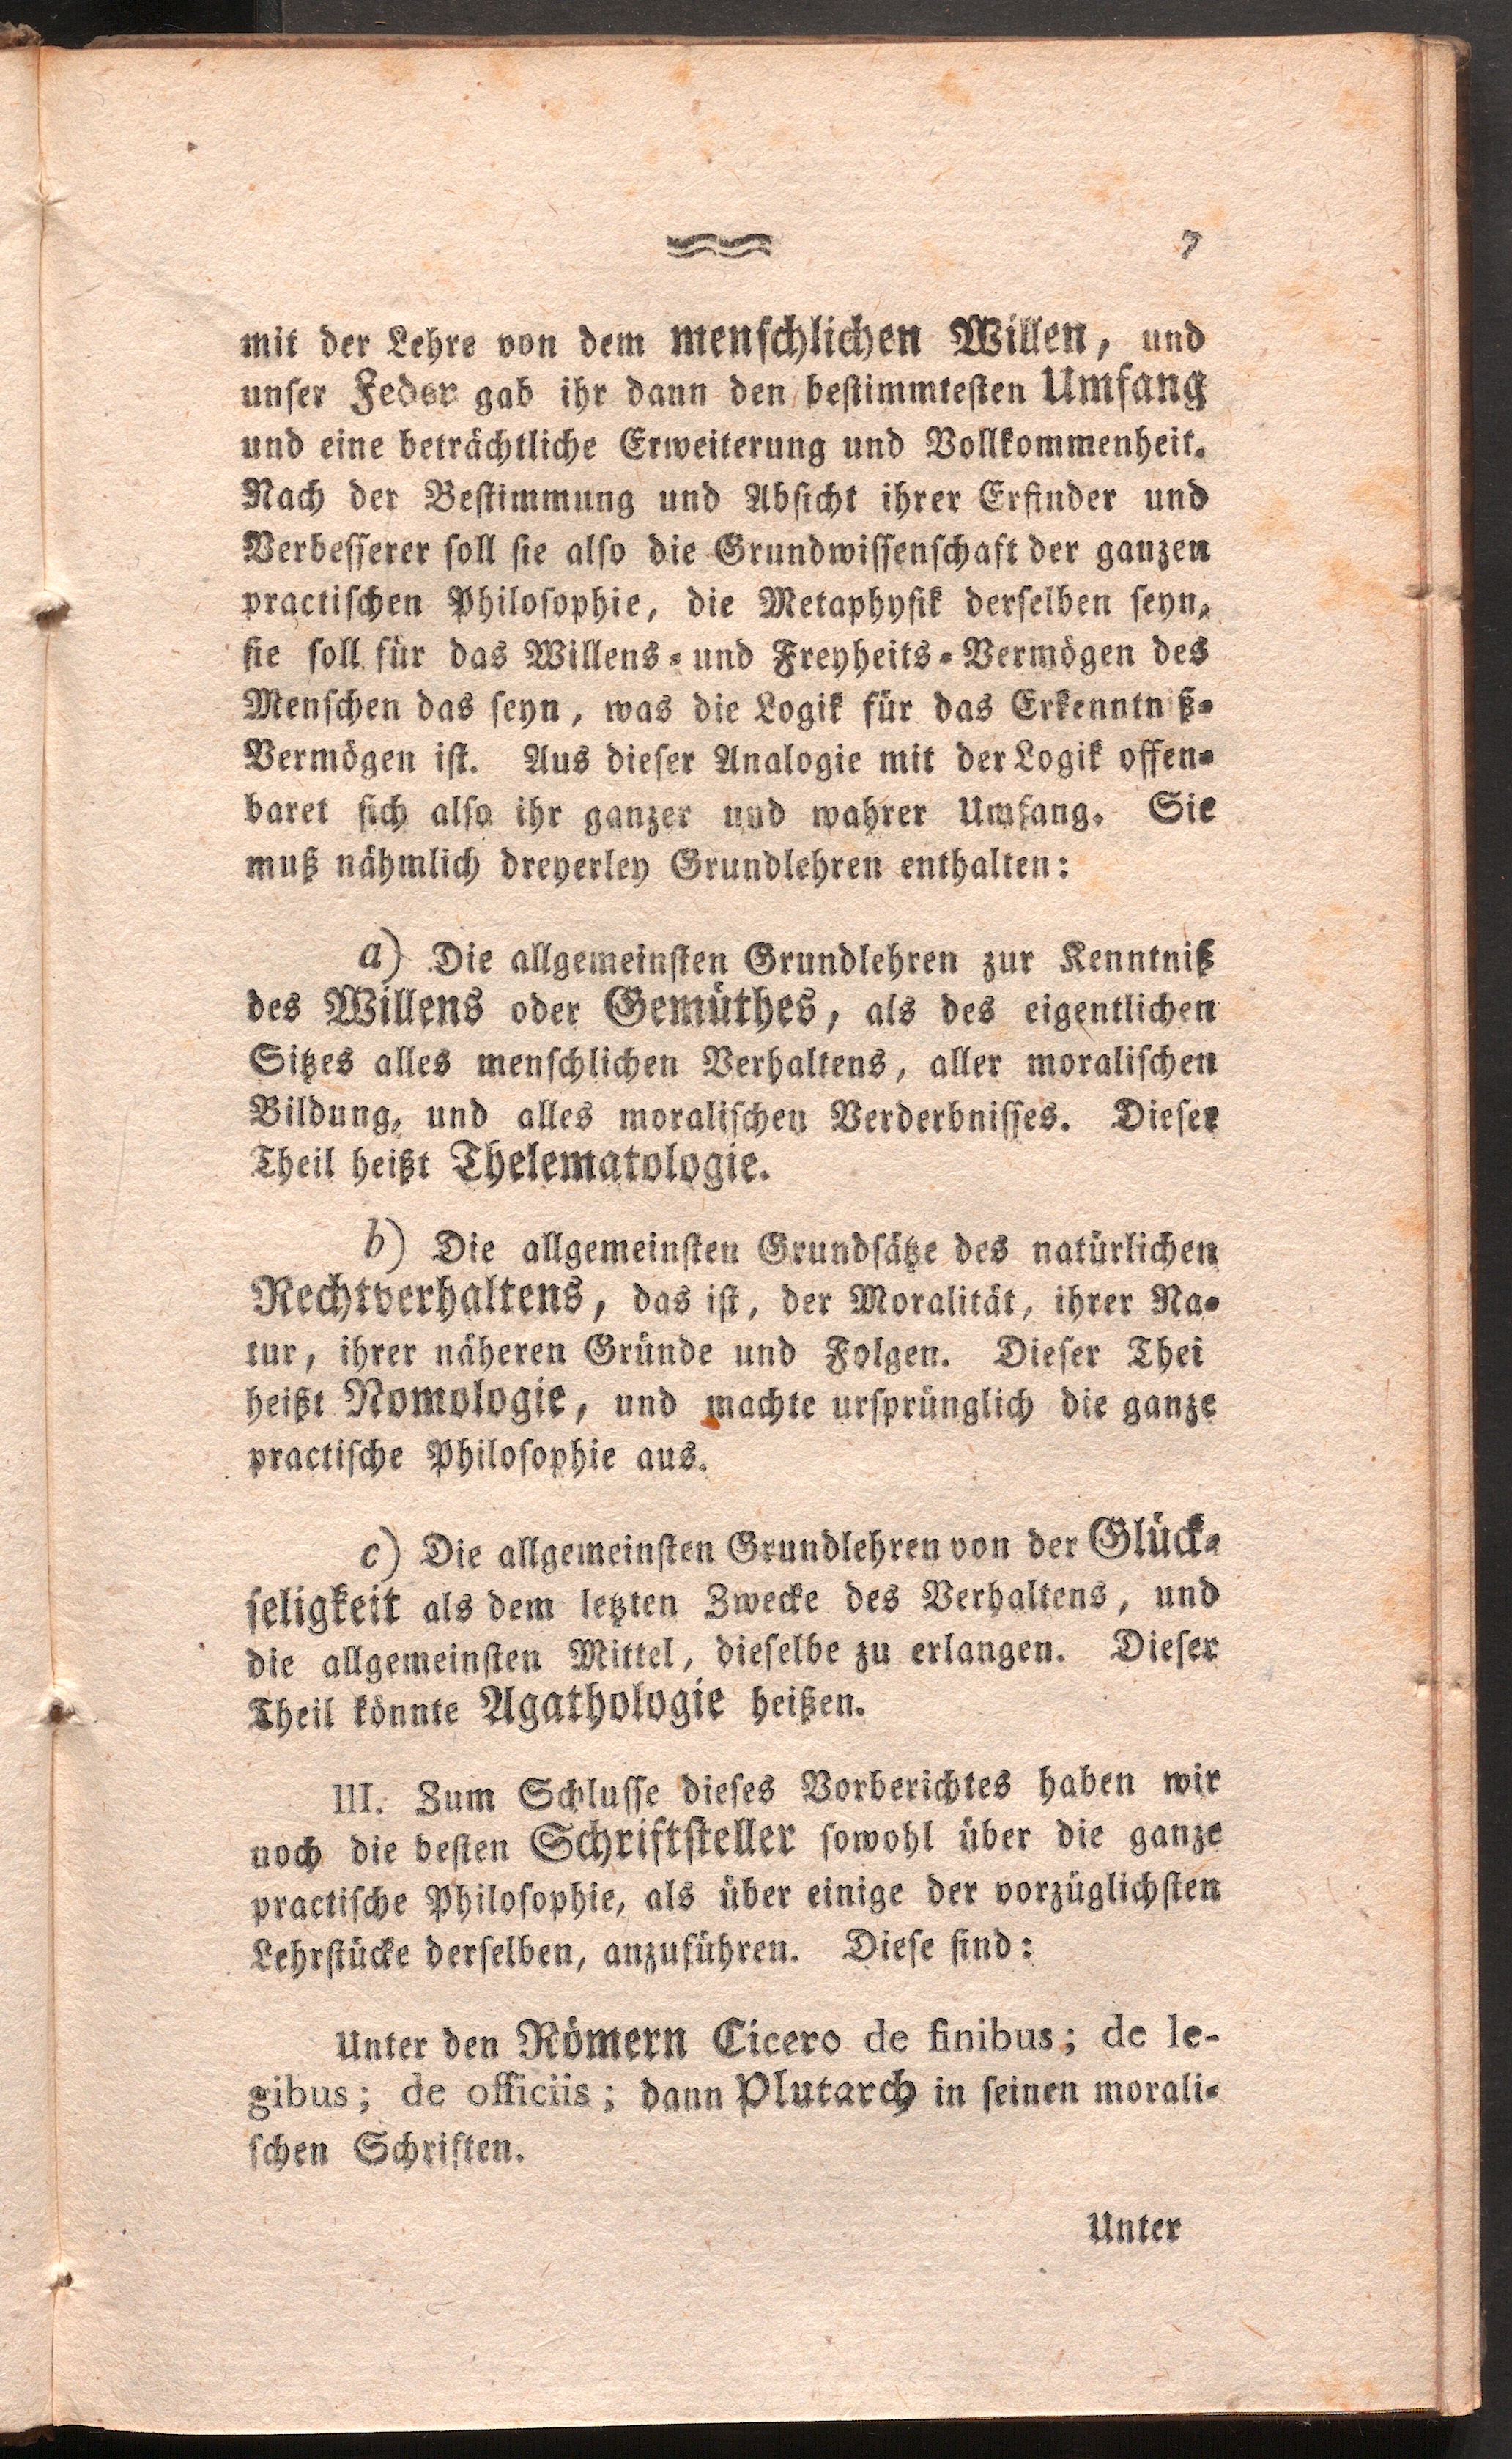 7
mit der Lehre von dem menschlichen Willen, und
unser Feder gab ihr dann den bestimmtesten Umfang
und eine beträchtliche Erweiterung und Vollkommenheit.
Nach der Bestimmung und Absicht ihrer Erfinder und
Verbesserer soll sie also die Grundwissenschaft der ganzen
practischen Philosophie, die Metaphysik derselben seyn,
sie soll für das Willens- und Freyheits-Vermögen des
Menschen das seyn, was die Logik für das Erkenntniß-
Vermögen ist. Aus dieser Analogie mit der Logik offen-
baret sich also ihr ganzer und wahrer Umfang. Sie
muß nähmlich dreyerley Grundlehren enthalten:
a) Die allgemeinsten Grundlehren zur Kenntniß
des Willens oder Gemüthes, als des eigentlichen
Sitzes alles menschlichen Verhaltens, aller moralischen
Bildung, und alles moralischen Verderbnisses. Dieser
Theil heißt Thelematologie.
b) Die allgemeinsten Grundsätze des natürlichen
Rechtverhaltens, das ist, der Moralität, ihrer Na-
tur, ihrer näheren Gründe und Folgen. Dieser Thei
heißt Nomologie, und machte ursprünglich die ganze
practische Philosophie aus.
c) Die allgemeinsten Grundlehren von der Glück-
seligkeit als dem letzten Zwecke des Verhaltens, und
die allgemeinsten Mittel, dieselbe zu erlangen. Dieser
Theil könnte Agathologie heißen.
III. Zum Schlusse dieses Vorberichtes haben wir
noch die besten Schriftsteller sowohl über die ganze
practische Philosophie, als über einige der vorzüglichsten
Lehrstücke derselben, anzuführen. Diese sind:
Unter den Römern Cicero de finibus; de le-
gibus; de officiis; dann Plutarch in seinen morali-
schen Schriften.
Unter